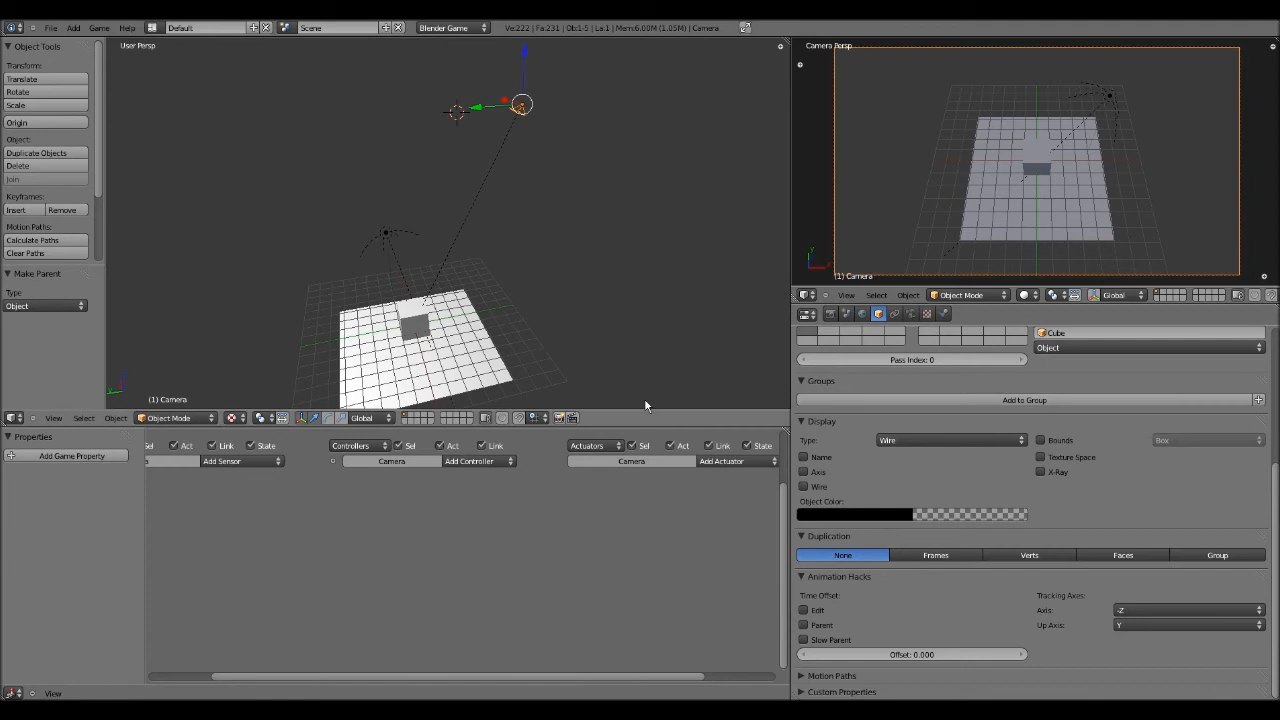 File Add Game Help Default Scene Blender Game Ve:222 | Fa:231 | Ob:1-5 | La:1 | Mem:6.00M (1.05M) | Camera
Object Tools
Transform:
Translate
Rotate
Scale
Origin
Object:
Duplicate Objects
Delete
Join
Keyframes:
Insert Remove
Motion Paths:
Calculate Paths
Clear Paths
Make Parent
Type
Object
User Persp
(1) Camera
View Select Object Object Mode Global
Camera Persp
(1) Camera
View Select Object Object Mode Global
Properties
Add Game Property
Sel Act Link State Controllers Sel Act Link Actuators Sel Act Link State
Add Sensor Camera Add Controller Camera Add Actuator
View
Cube
Object
Pass Index: 0
Groups
Add to Group
Display
Type: Wire Bounds Box
Name Texture Space
Axis X-Ray
Wire
Object Color:
Duplication
None Frames Verts Faces Group
Animation Hacks
Time Offset: Tracking Axes:
Edit Axis: -Z
Parent Up Axis: Y
Slow Parent
Offset: 0.000
Motion Paths
Custom Properties